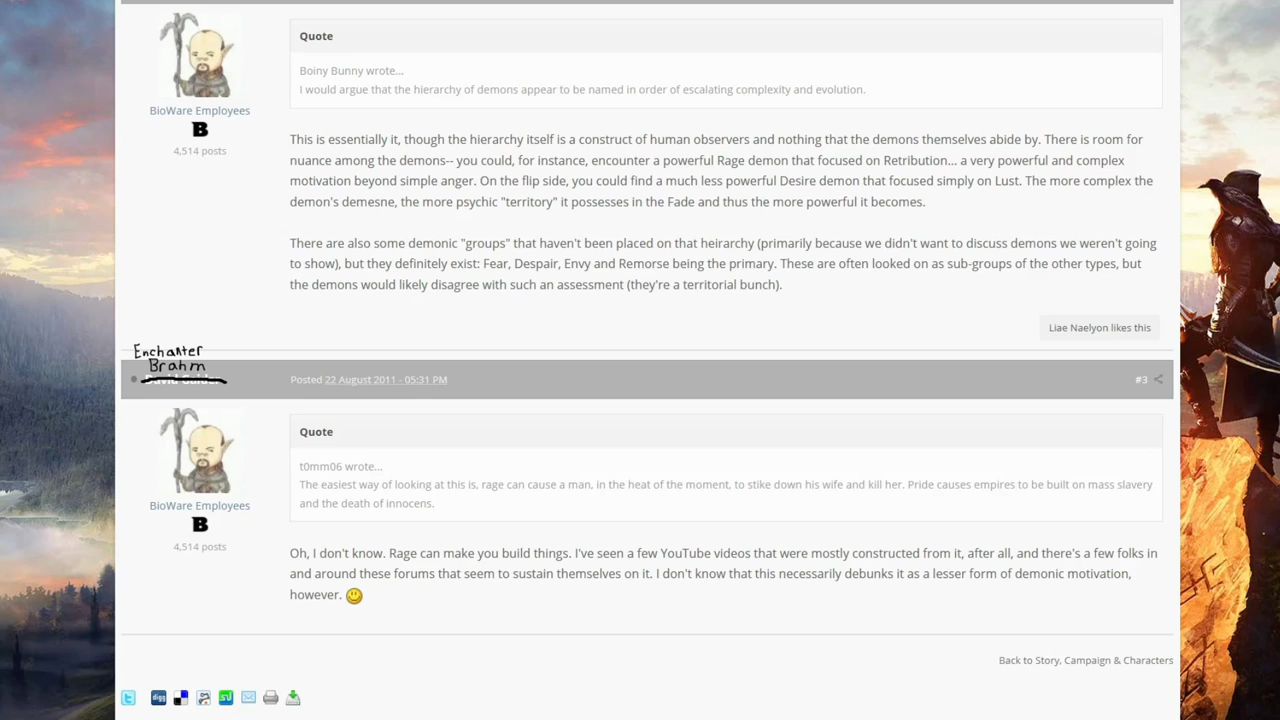 Quote
Boiny Bunny wrote...
I would argue that the hierarchy of demons appear to be named in order of escalating complexity and evolution.
BioWare Employees
B
4,514 posts
This is essentially it, though the hierarchy itself is a construct of human observers and nothing that the demons themselves abide by. There is room for
nuance among the demons-- you could, for instance, encounter a powerful Rage demon that focused on Retribution... a very powerful and complex
motivation beyond simple anger. On the flip side, you could find a much less powerful Desire demon that focused simply on Lust. The more complex the
demon's demesne, the more psychic "territory" it possesses in the Fade and thus the more powerful it becomes.
There are also some demonic "groups" that haven't been placed on that heirarchy (primarily because we didn't want to discuss demons we weren't going
to show), but they definitely exist: Fear, Despair, Envy and Remorse being the primary. These are often looked on as sub-groups of the other types, but
the demons would likely disagree with such an assessment (they're a territorial bunch).
Liae Naelyon likes this
Enchanter
Brahm
David Gaider
Posted 22 August 2011 - 05:31 PM
#3
Quote
t0mm06 wrote...
The easiest way of looking at this is, rage can cause a man, in the heat of the moment, to stike down his wife and kill her. Pride causes empires to be built on mass slavery
and the death of innocens.
BioWare Employees
B
4,514 posts
Oh, I don't know. Rage can make you build things. I've seen a few YouTube videos that were mostly constructed from it, after all, and there's a few folks in
and around these forums that seem to sustain themselves on it. I don't know that this necessarily debunks it as a lesser form of demonic motivation,
however.
Back to Story, Campaign & Characters
digg